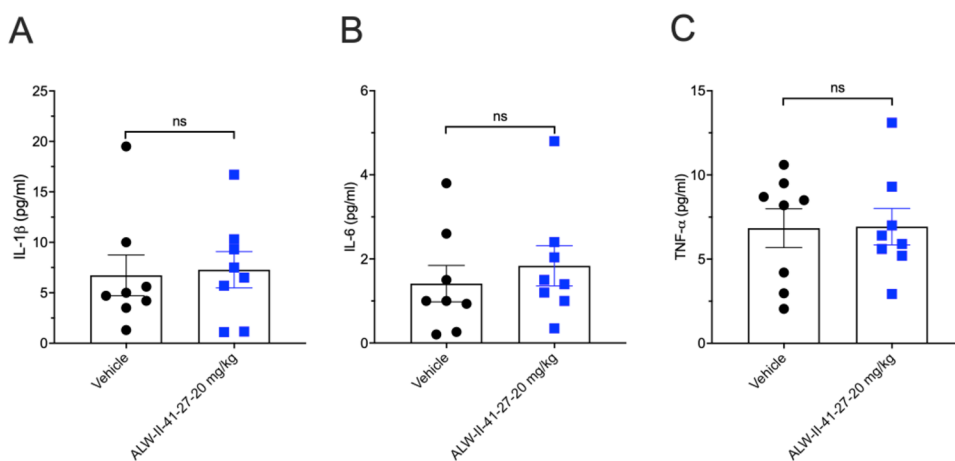 A
B
C
25
20
15
10
5
0
IL-1β (pg/ml)
ns
Vehicle
ALW-II-41-27-20 mg/kg
6
4
2
0
IL-6 (pg/ml)
ns
Vehicle
ALW-II-41-27-20 mg/kg
15
10
5
0
TNF-α (pg/ml)
ns
Vehicle
ALW-II-41-27-20 mg/kg